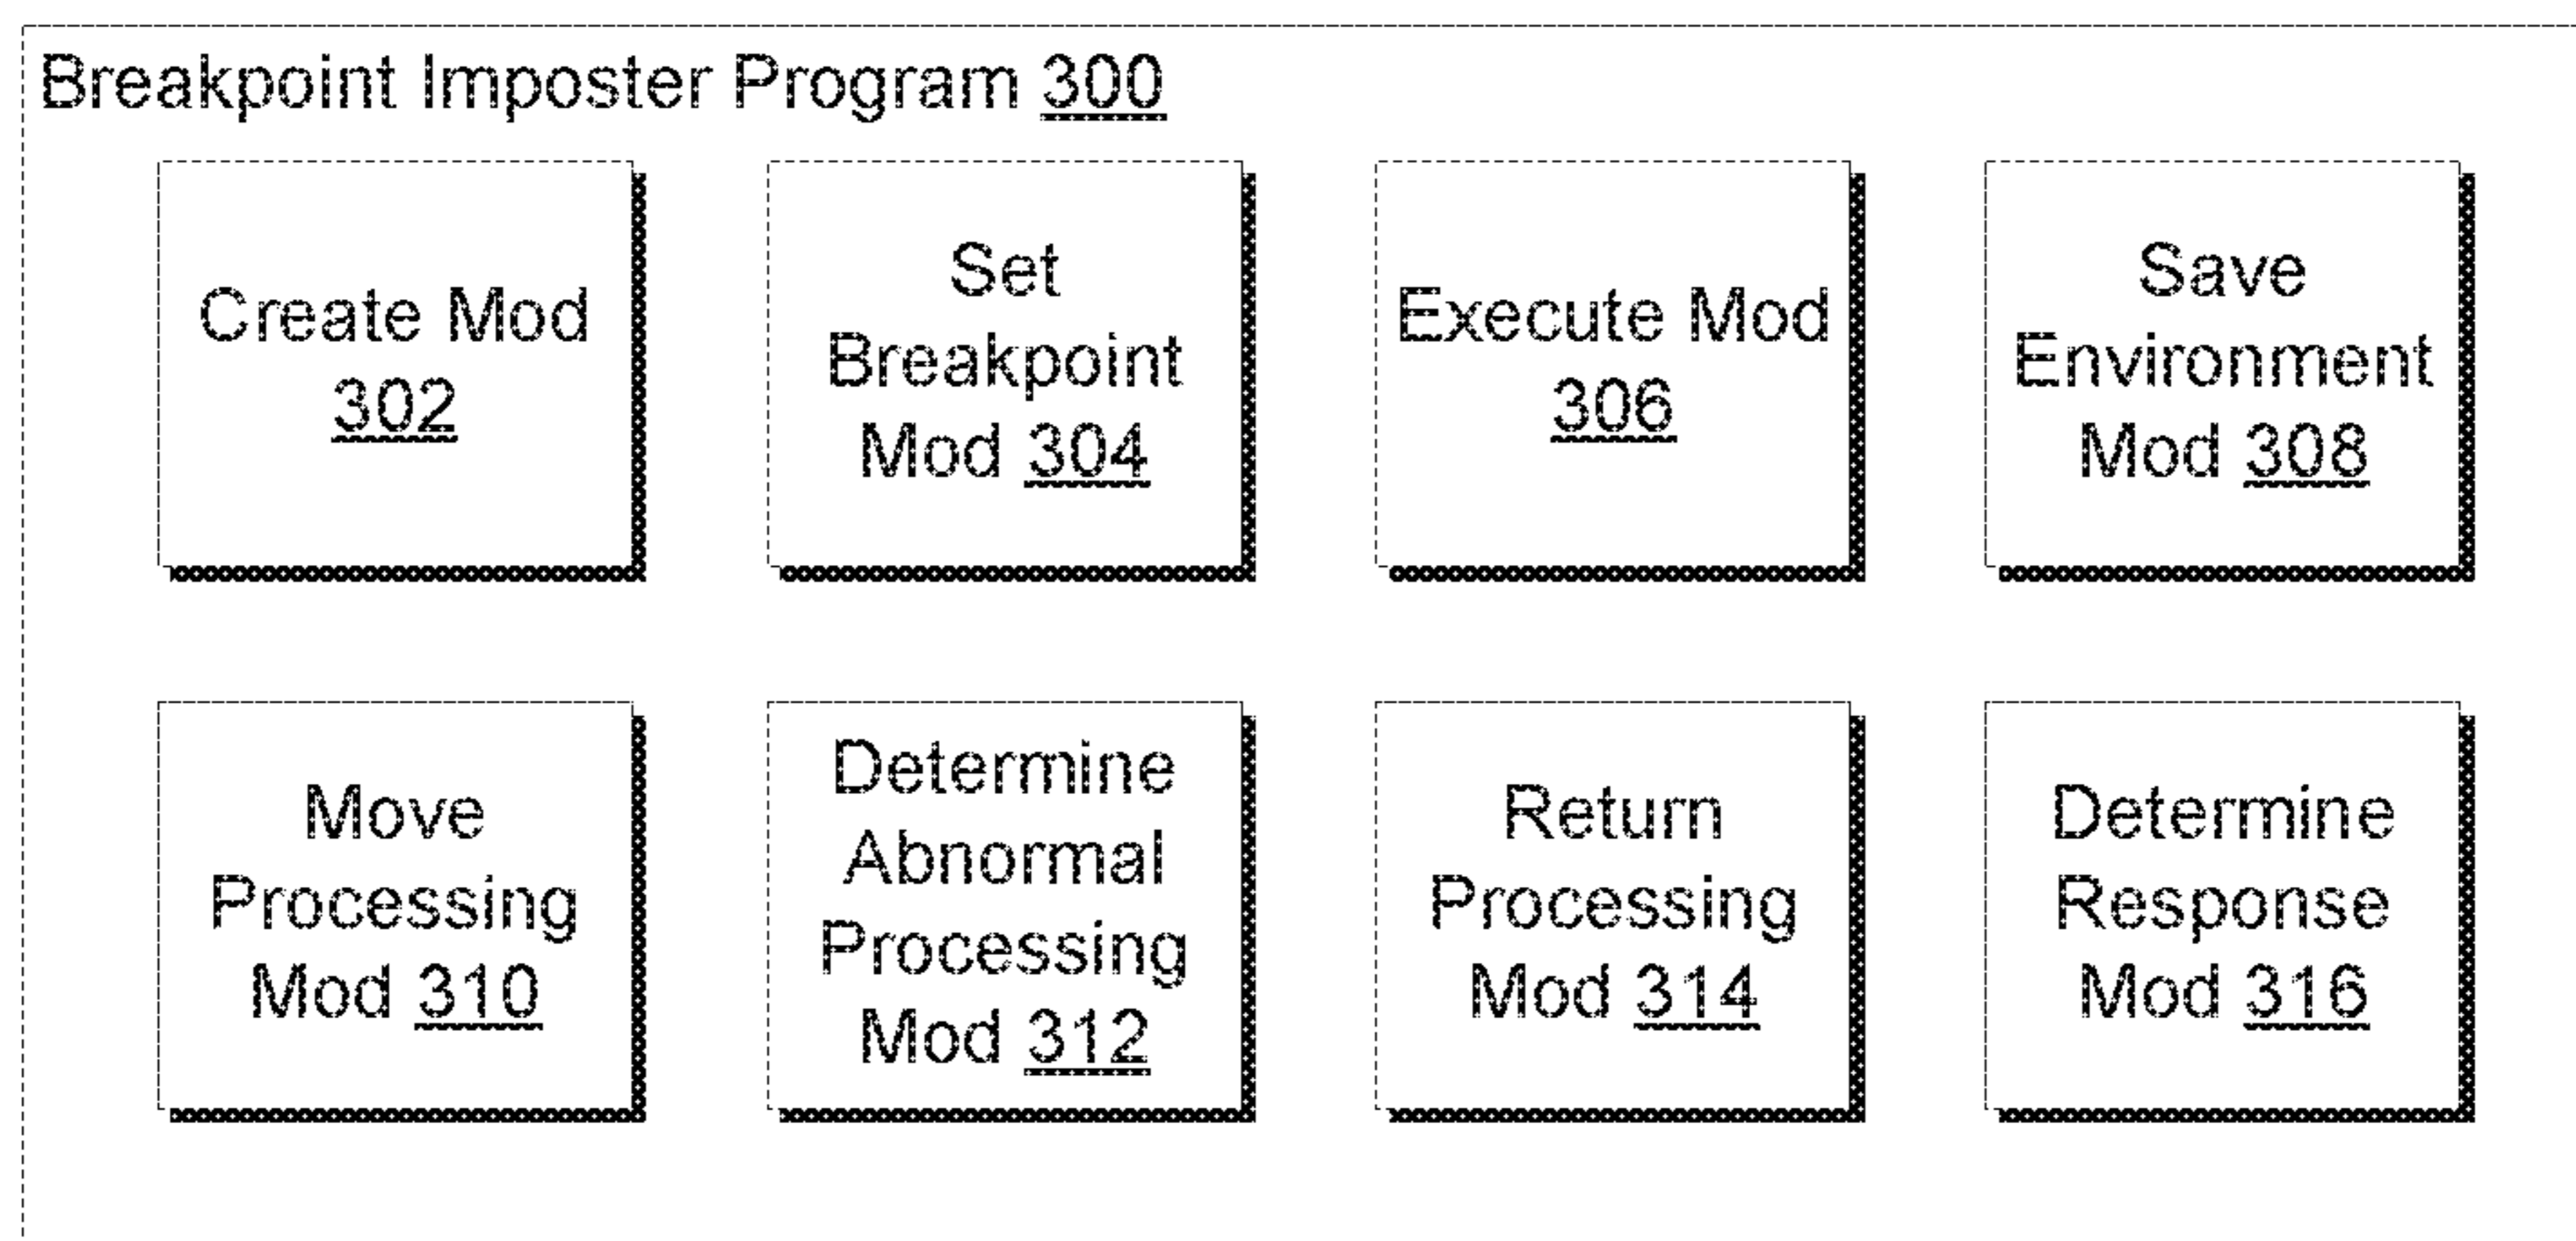 Breakpoint Imposter Program 300
Create Mod
302
Set
Breakpoint
Mod 304
Execute Mod
306
Save
Environment
Mod 308
Move
Processing
Mod 310
Determine
Abnormal
Processing
Mod 312
Return
Processing
Mod 314
Determine
Response
Mod 316